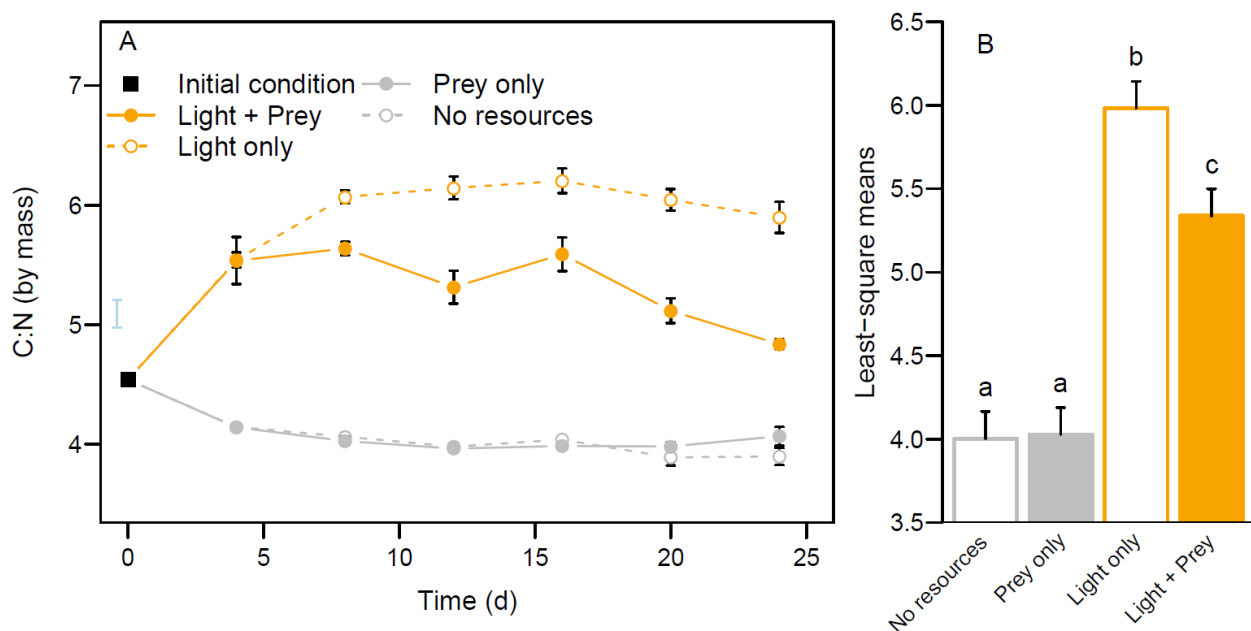 A
Initial condition
Light + Prey
Light only
Prey only
No resources
C:N (by mass)
7
6
5
4
0
5
10
15
20
25
Time (d)
B
Least−square means
6.5
6.0
5.5
5.0
4.5
4.0
3.5
a
a
b
c
No resources
Prey only
Light only
Light + Prey